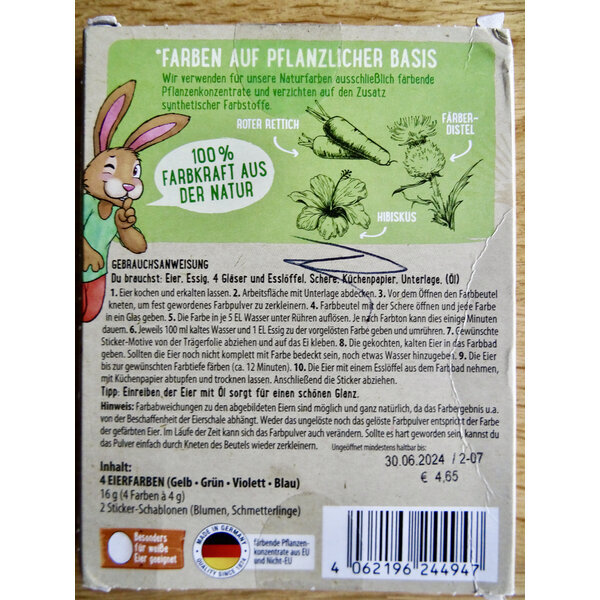 *FARBEN AUF PFLANZLICHER BASIS
Wir verwenden für unsere Naturfarben ausschließlich färbende
Pflanzenkonzentrate und verzichten auf den Zusatz
synthetischer Farbstoffe.
ROTER RETTICH
FÄRBER-
DISTEL
100%
FARBKRAFT AUS
DER NATUR
HIBISKUS
GEBRAUCHSANWEISUNG
Du brauchst: Eier, Essig, 4 Gläser und Esslöffel, Schere, Küchenpapier, Unterlage, (Öl)
1. Eier kochen und erkalten lassen. 2. Arbeitsfläche mit Unterlage abdecken. 3. Vor dem Öffnen den Farbbeutel
kneten, um fest gewordenes Farbpulver zu zerkleinern. 4. Farbbeutel mit der Schere öffnen und jede Farbe
in ein Glas geben. 5. Die Farbe in je 5 EL Wasser unter Rühren auflösen. Je nach Farbton kann dies einige Minuten
dauern. 6. Jeweils 100 ml kaltes Wasser und 1 EL Essig zu der vorgelösten Farbe geben und umrühren. 7. Gewünschte
Sticker-Motive von der Trägerfolie abziehen und auf das Ei kleben. 8. Die gekochten, kalten Eier in das Farbbad
geben. Sollten die Eier noch nicht komplett mit Farbe bedeckt sein, noch etwas Wasser hinzugeben. 9. Die Eier
bis zur gewünschten Farbtiefe färben (ca. 12 Minuten). 10. Die Eier mit einem Esslöffel aus dem Farbbad nehmen,
mit Küchenpapier abtupfen und trocknen lassen. Anschließend die Sticker abziehen.
Tipp: Einreiben der Eier mit Öl sorgt für einen schönen Glanz.
Hinweis: Farbabweichungen zu den abgebildeten Eiern sind möglich und ganz natürlich, da das Farbergebnis u.a.
von der Beschaffenheit der Eierschale abhängt. Weder das ungelöste noch das gelöste Farbpulver entspricht der Farbe
der gefärbten Eier. Im Laufe der Zeit kann sich das Farbpulver auch verändern. Sollte es hart geworden sein, kannst du
das Pulver einfach durch Kneten des Beutels wieder zerkleinern.
Ungeöffnet mindestens haltbar bis:
30.06.2024 / 2-07
€ 4,65
Inhalt:
4 EIERFARBEN (Gelb • Grün • Violett • Blau)
16 g (4 Farben à 4 g)
2 Sticker-Schablonen (Blumen, Schmetterlinge)
Besonders
für weiße
Eier geeignet
MADE IN GERMANY
QUALITY SINCE 1874
färbende Pflanzen-
konzentrate aus EU
und Nicht-EU
4 062196 244947